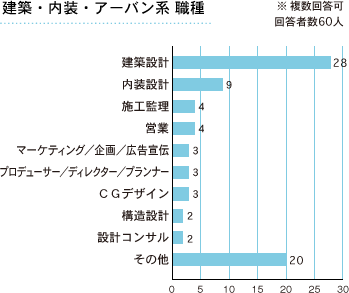 建築・内装・アーバン系 職種
※ 複数回答可
回答者数60人
建築設計 28
内装設計 9
施工監理 4
営業 4
マーケティング／企画／広告宣伝 3
プロデューサー／ディレクター／プランナー 3
ＣＧデザイン 3
構造設計 2
設計コンサル 2
その他 20
0 5 10 15 20 25 30